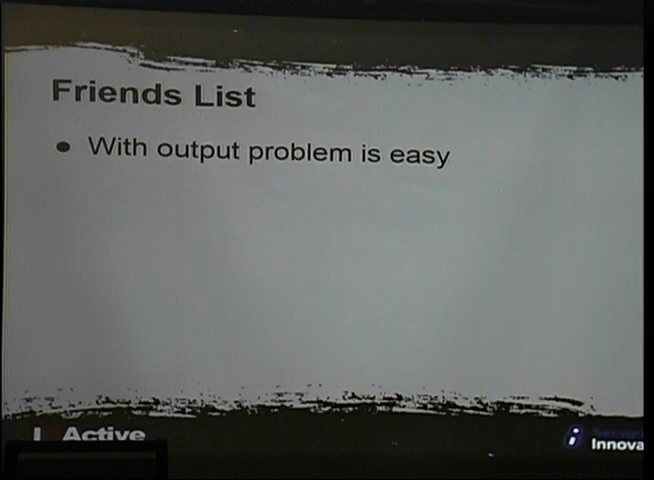 Friends List
● With output problem is easy
Active
Innova